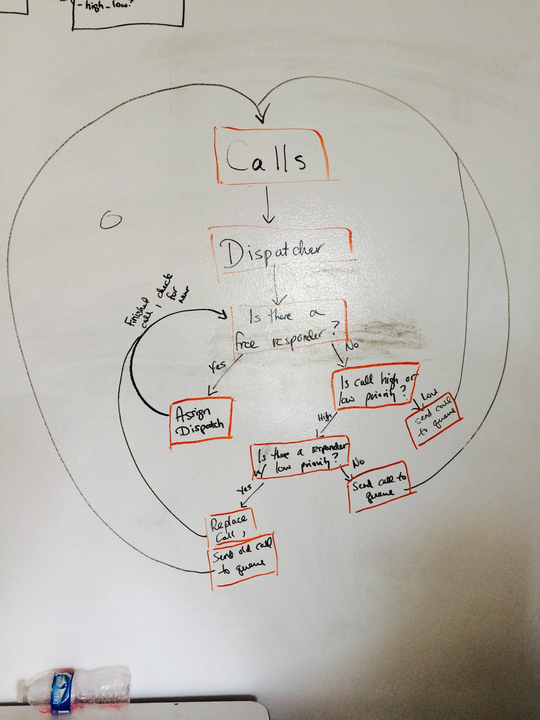 - high-low?
Calls
Dispatcher
Is there a
free responder?
Yes
No
Finished
call, check
for new
Assign
Dispatch
Is call high or
low priority?
High
Low
Send call
to queue
Is there a responder
w/ low priority?
Yes
No
Send call to
queue
Replace
Call,
Send old call
to queue